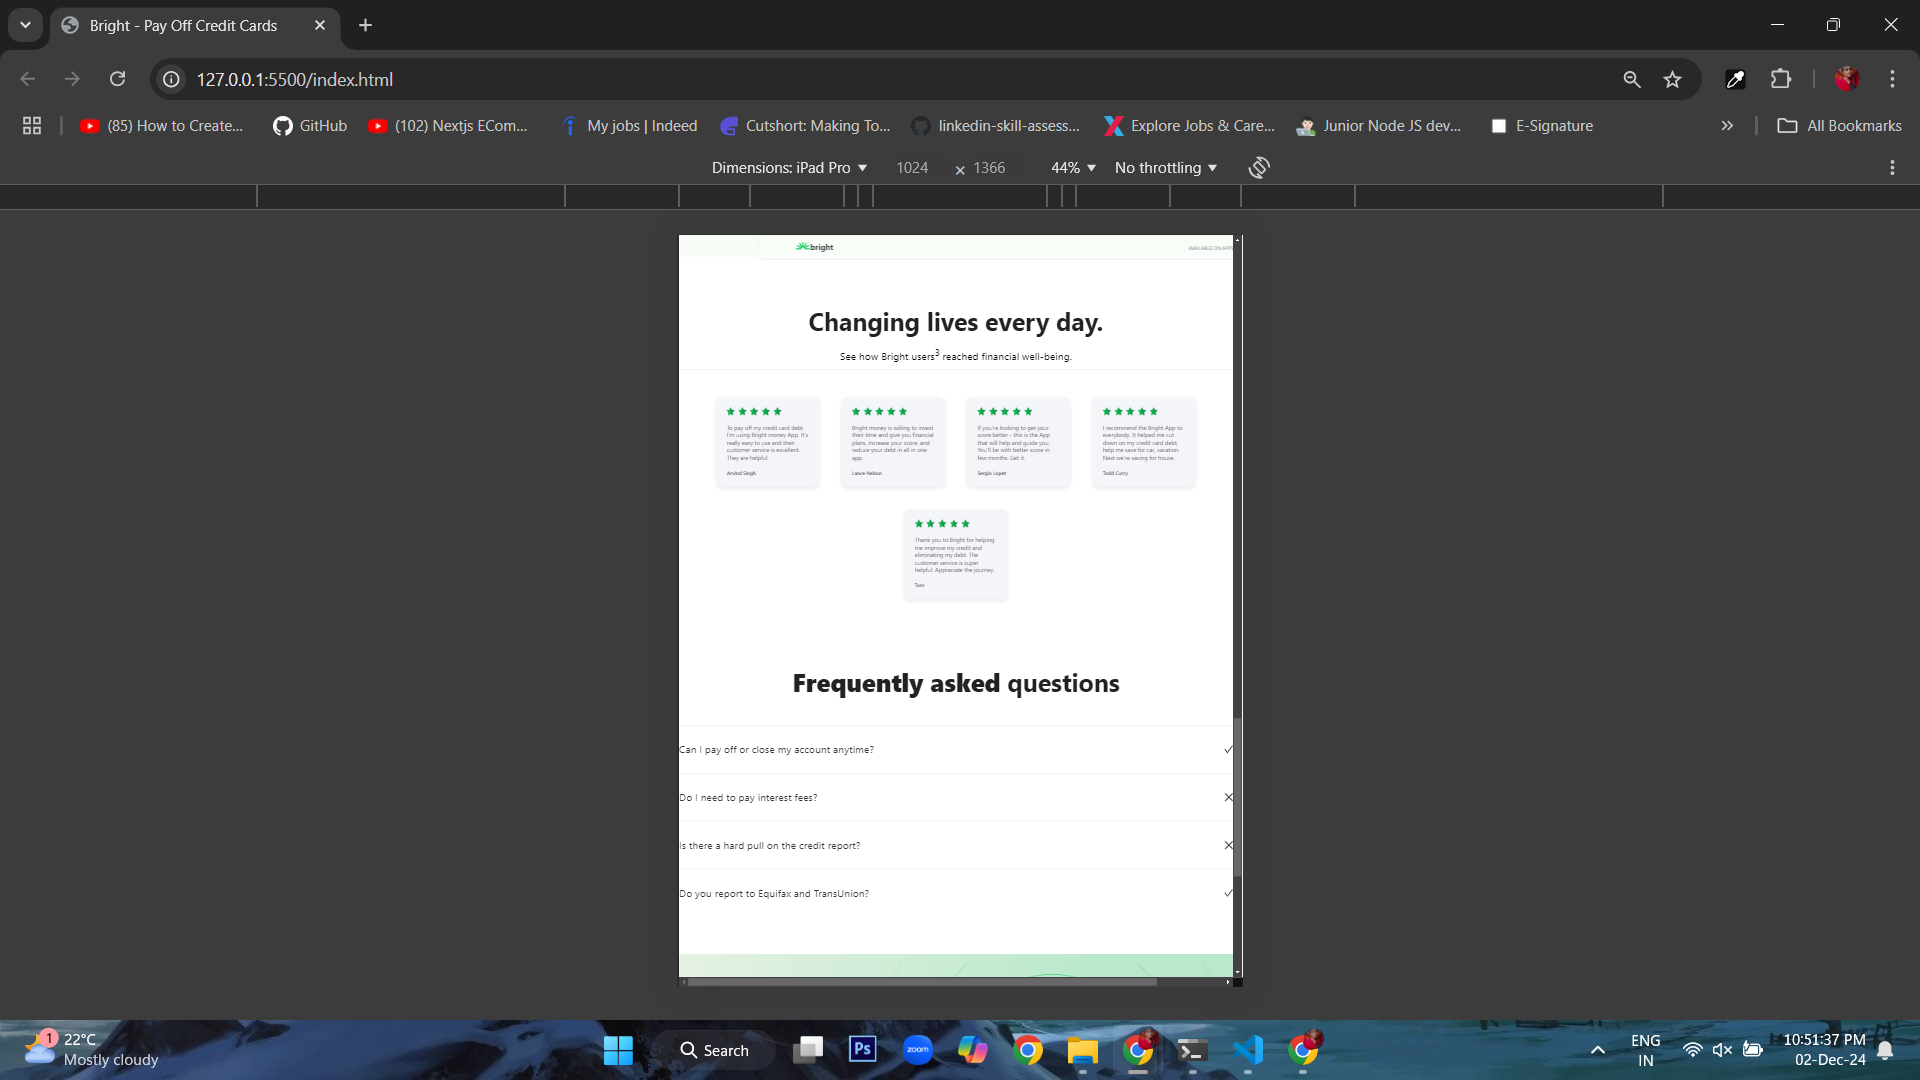 Bright - Pay Off Credit Cards
127.0.0.1:5500/index.html
(85) How to Create...
GitHub
(102) Nextjs ECom...
My jobs | Indeed
Cutshort: Making To...
linkedin-skill-assess...
Explore Jobs & Care...
Junior Node JS dev...
E-Signature
All Bookmarks
Dimensions: iPad Pro 1024 × 1366 44% No throttling
bright
AVAILABLE ON
Changing lives every day.
See how Bright users3 reached financial well-being.
To pay off my credit card debt
I'm using Bright money App. It's
really easy to use and their
customer service is excellent.
They are helpful.
Arvind Singh
Bright money is willing to invest
their time and give you financial
plans, increase your score, and
reduce your debt in all in one
app.
Lance Nelson
If you're looking to get your
score better - this is the App
that will help and guide you.
You'll be with better score in
few months. Get it.
Sergio Lopet
I recommend the Bright App to
everybody. It helped me cut
down on my credit card debt,
help me save for car, vacation.
Next we're saving for house.
Todd Curry
Thank you to Bright for helping
me improve my credit and
eliminating my debt. The
customer service is super
helpful. Appreciate the journey.
Frequently asked questions
Can I pay off or close my account anytime?
Do I need to pay interest fees?
Is there a hard pull on the credit report?
Do you report to Equifax and TransUnion?
1
22°C
Mostly cloudy
Search
Ps
zoom
ENG
IN
10:51:37 PM
02-Dec-24